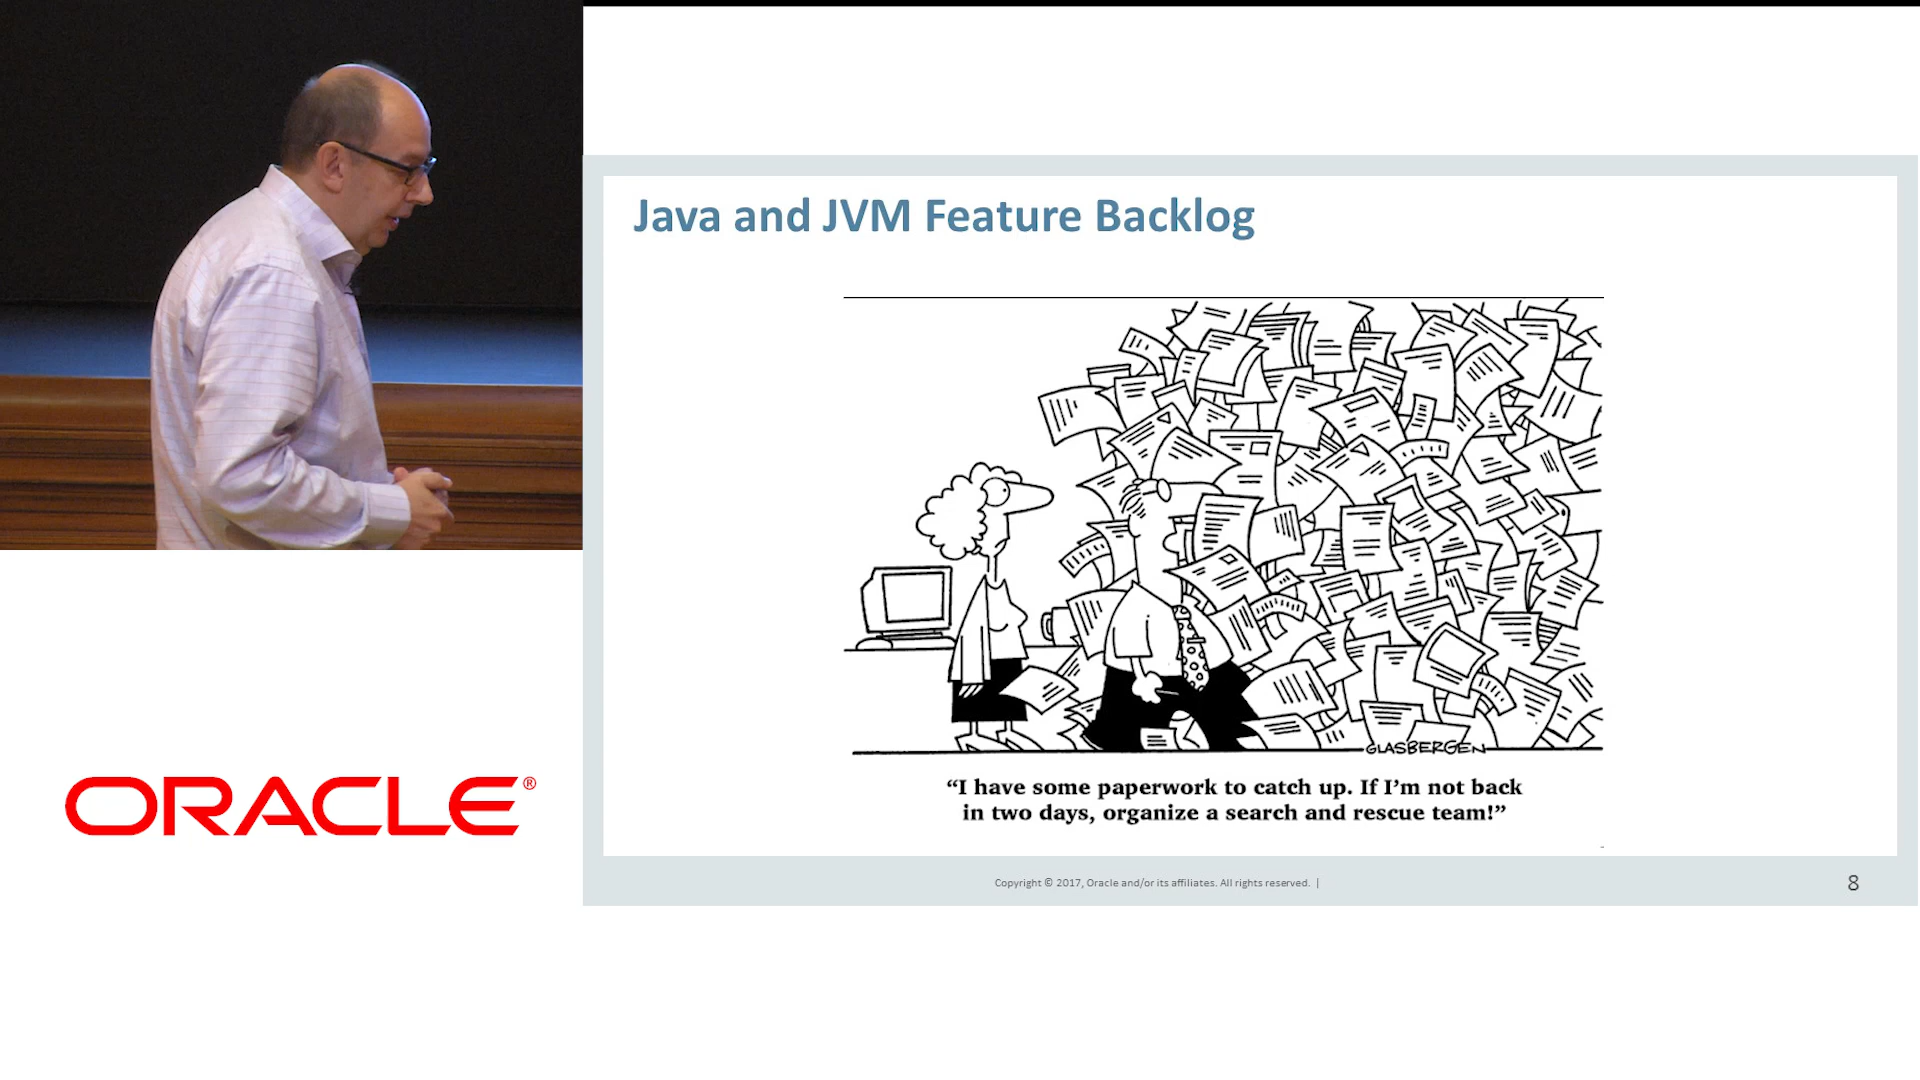 Java and JVM Feature Backlog
GLASBERGEN
“I have some paperwork to catch up. If I’m not back
in two days, organize a search and rescue team!”
ORACLE®
Copyright © 2017, Oracle and/or its affiliates. All rights reserved. |
8